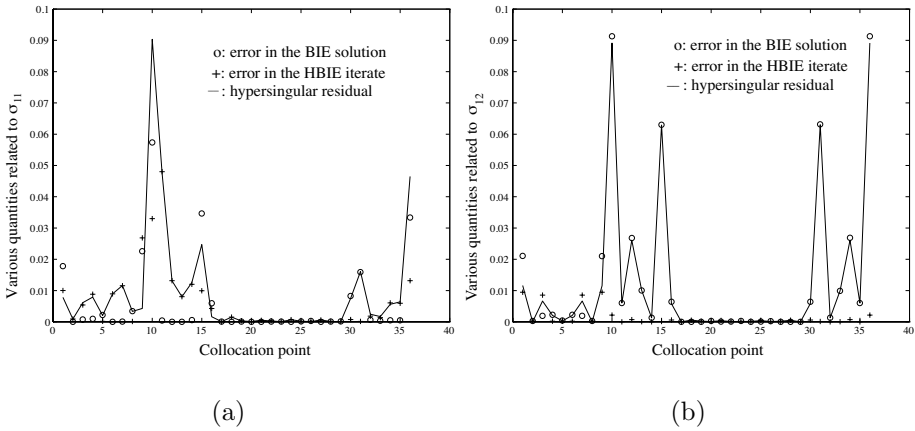 0.1
0.09
0.08
0.07
0.06
0.05
0.04
0.03
0.02
0.01
0
0 5 10 15 20 25 30 35 40
Various quantities related to σ11
Collocation point
o: error in the BIE solution
+: error in the HBIE iterate
—: hypersingular residual
(a)
0.1
0.09
0.08
0.07
0.06
0.05
0.04
0.03
0.02
0.01
0
0 5 10 15 20 25 30 35 40
Various quantities related to σ12
Collocation point
o: error in the BIE solution
+: error in the HBIE iterate
—: hypersingular residual
(b)